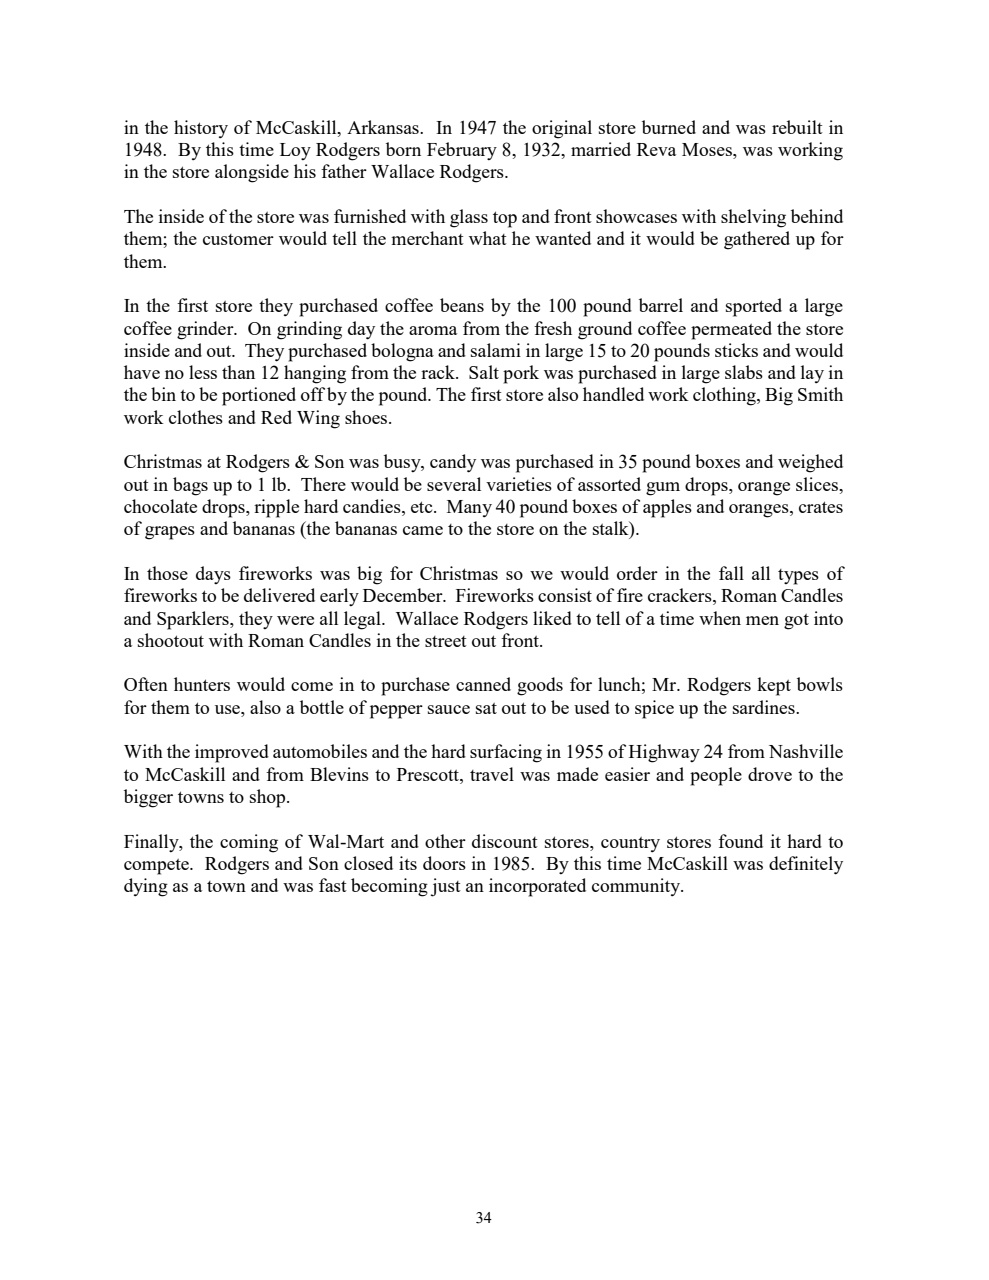 in the history of McCaskill, Arkansas.  In 1947 the original store burned and was rebuilt in
1948.  By this time Loy Rodgers born February 8, 1932, married Reva Moses, was working
in the store alongside his father Wallace Rodgers.
The inside of the store was furnished with glass top and front showcases with shelving behind
them; the customer would tell the merchant what he wanted and it would be gathered up for
them.
In the first store they purchased coffee beans by the 100 pound barrel and sported a large
coffee grinder.  On grinding day the aroma from the fresh ground coffee permeated the store
inside and out.  They purchased bologna and salami in large 15 to 20 pounds sticks and would
have no less than 12 hanging from the rack.  Salt pork was purchased in large slabs and lay in
the bin to be portioned off by the pound. The first store also handled work clothing, Big Smith
work clothes and Red Wing shoes.
Christmas at Rodgers & Son was busy, candy was purchased in 35 pound boxes and weighed
out in bags up to 1 lb.  There would be several varieties of assorted gum drops, orange slices,
chocolate drops, ripple hard candies, etc.  Many 40 pound boxes of apples and oranges, crates
of grapes and bananas (the bananas came to the store on the stalk).
In those days fireworks was big for Christmas so we would order in the fall all types of
fireworks to be delivered early December.  Fireworks consist of fire crackers, Roman Candles
and Sparklers, they were all legal.  Wallace Rodgers liked to tell of a time when men got into
a shootout with Roman Candles in the street out front.
Often hunters would come in to purchase canned goods for lunch; Mr. Rodgers kept bowls
for them to use, also a bottle of pepper sauce sat out to be used to spice up the sardines.
With the improved automobiles and the hard surfacing in 1955 of Highway 24 from Nashville
to McCaskill and from Blevins to Prescott, travel was made easier and people drove to the
bigger towns to shop.
Finally, the coming of Wal-Mart and other discount stores, country stores found it hard to
compete.  Rodgers and Son closed its doors in 1985.  By this time McCaskill was definitely
dying as a town and was fast becoming just an incorporated community.
34